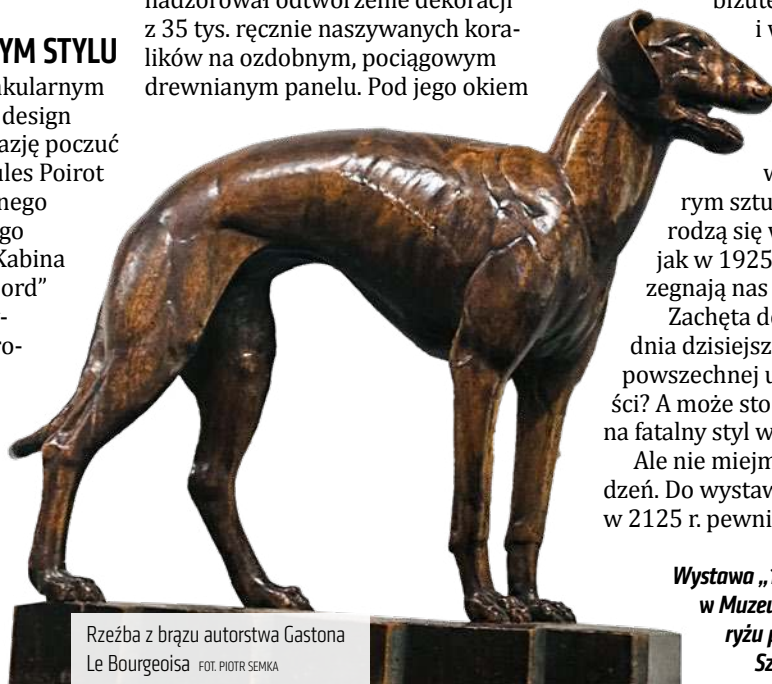 YM STYLU
akularnym
design
azję poczuć
ules Poirot
nego
go
Kabina
ord”
-
ro-
nadzorował odtworzenie dekoracji
z 35 tys. ręcznie naszywanych kora-
lików na ozdobnym, pociągowym
drewnianym panelu. Pod jego okiem
biżute
i w
w
rym sztu
rodzą się w
jak w 1925
zegnają nas
Zachęta do
dnia dzisiejsz
powszechnej u
ści? A może sto
na fatalny styl w
Ale nie miejm
dzeń. Do wystaw
w 2125 r. pewni
Wystawa „1
w Muzeu
ryżu p
Sz
Rzeźba z brązu autorstwa Gastona
Le Bourgeoisa FOT. PIOTR SEMKA